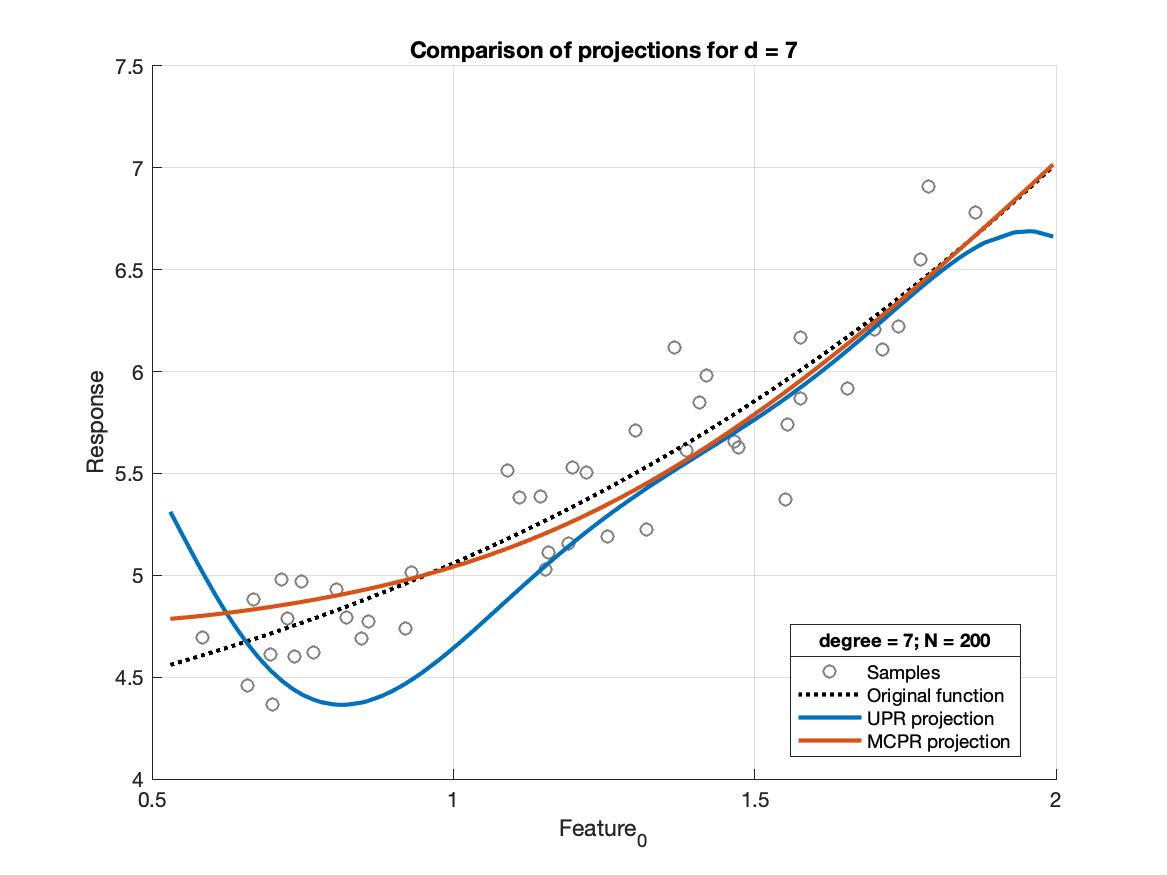 Comparison of projections for d = 7
7.5
7
6.5
6
5.5
5
4.5
4
Response
0.5
1
1.5
2
Feature0
degree = 7; N = 200
Samples
Original function
UPR projection
MCPR projection